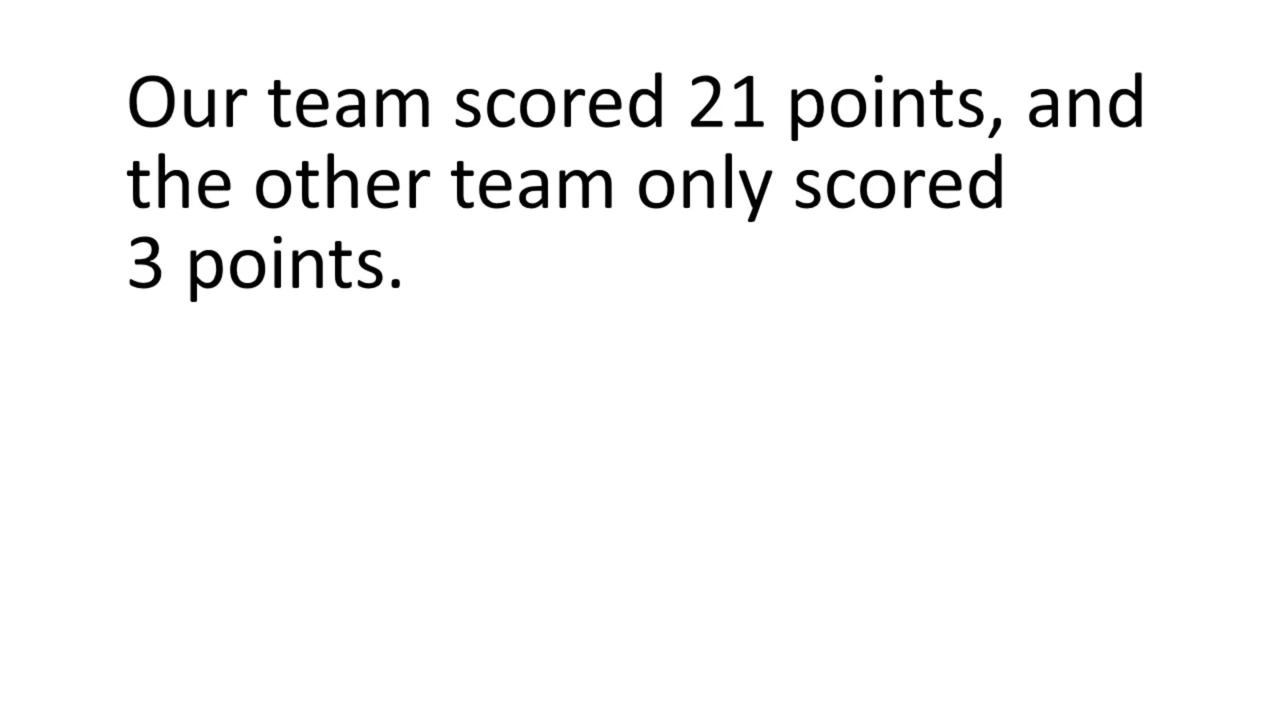 Our team scored 21 points, and
the other team only scored
3 points.